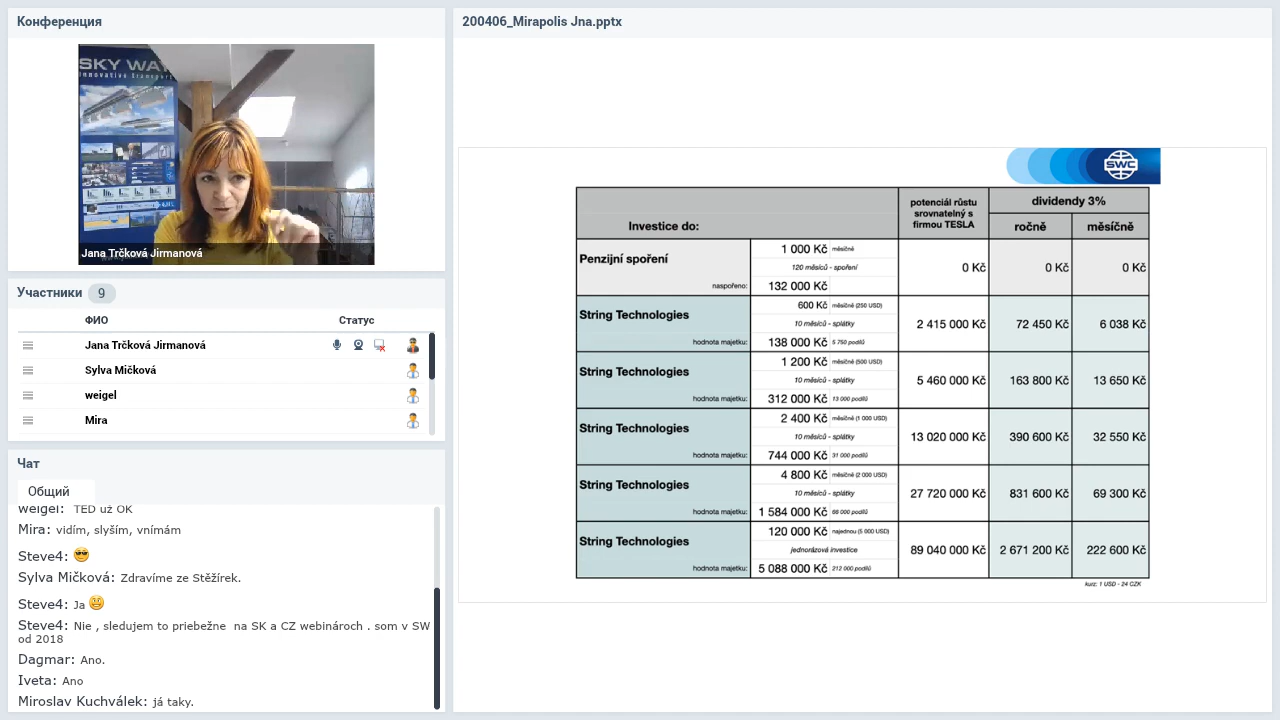 Конференция
SKY WAY
Innovative Transport
Jana Trčková Jirmanová
Участники 9
ФИО Статус
Jana Trčková Jirmanová
Sylva Mičková
weigel
Mira
Чат
Общий
weigel: TED už OK
Mira: vidím, slyším, vnímám
Steve4:
Sylva Mičková: Zdravíme ze Stěžírek.
Steve4: Ja
Steve4: Nie , sledujem to priebežne na SK a CZ webinároch . som v SW
od 2018
Dagmar: Ano.
Iveta: Ano
Miroslav Kuchválek: já taky.
200406_Mirapolis Jna.pptx
SWC
Investice do:
potenciál růstu
srovnatelný s
firmou TESLA
dividendy 3%
ročně měsíčně
Penzijní spoření
1 000 Kč měsíčně
120 měsíců - spoření
naspořeno: 132 000 Kč
0 Kč 0 Kč 0 Kč
String Technologies
600 Kč měsíčně (250 USD)
10 měsíců - splátky
hodnota majetku: 138 000 Kč 5 750 podílů
2 415 000 Kč 72 450 Kč 6 038 Kč
String Technologies
1 200 Kč měsíčně (500 USD)
10 měsíců - splátky
hodnota majetku: 312 000 Kč 13 000 podílů
5 460 000 Kč 163 800 Kč 13 650 Kč
String Technologies
2 400 Kč měsíčně (1 000 USD)
10 měsíců - splátky
hodnota majetku: 744 000 Kč 31 000 podílů
13 020 000 Kč 390 600 Kč 32 550 Kč
String Technologies
4 800 Kč měsíčně (2 000 USD)
10 měsíců - splátky
hodnota majetku: 1 584 000 Kč 66 000 podílů
27 720 000 Kč 831 600 Kč 69 300 Kč
String Technologies
120 000 Kč najednou (5 000 USD)
jednorázová investice
hodnota majetku: 5 088 000 Kč 212 000 podílů
89 040 000 Kč 2 671 200 Kč 222 600 Kč
kurz: 1 USD - 24 CZK